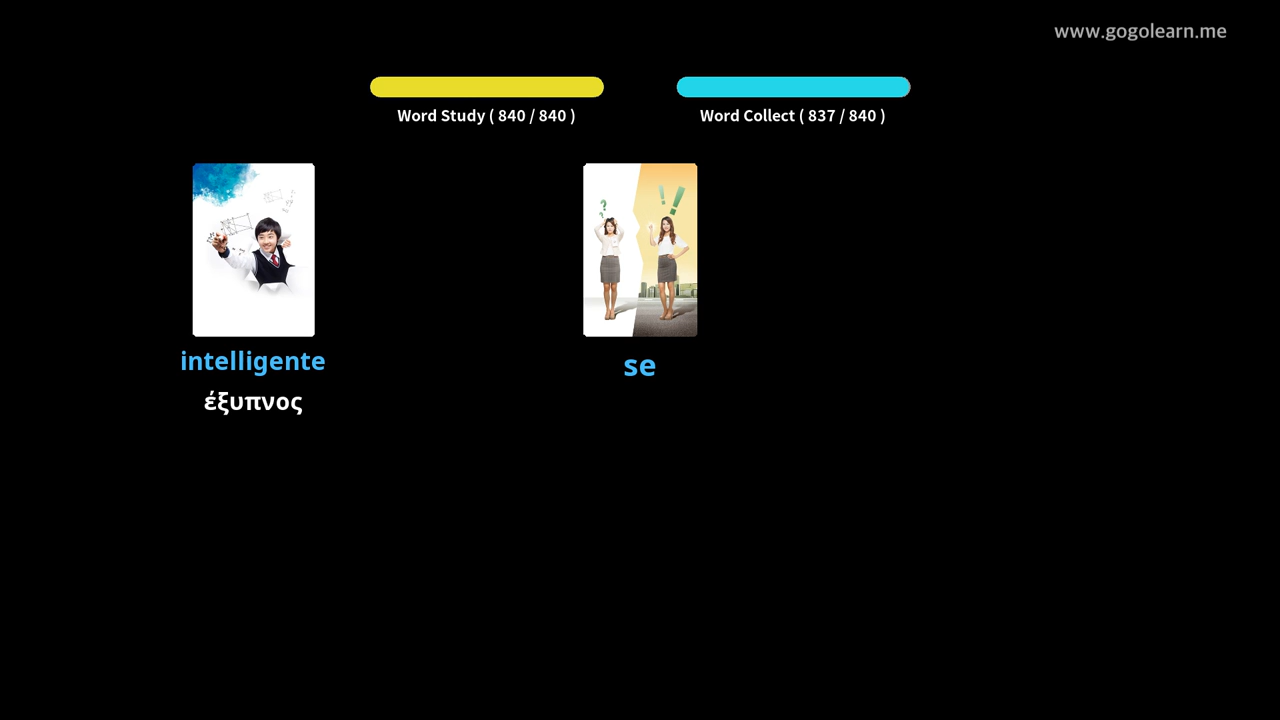 www.gogolearn.me
Word Study ( 840 / 840 )
Word Collect ( 837 / 840 )
intelligente
έξυπνος
se